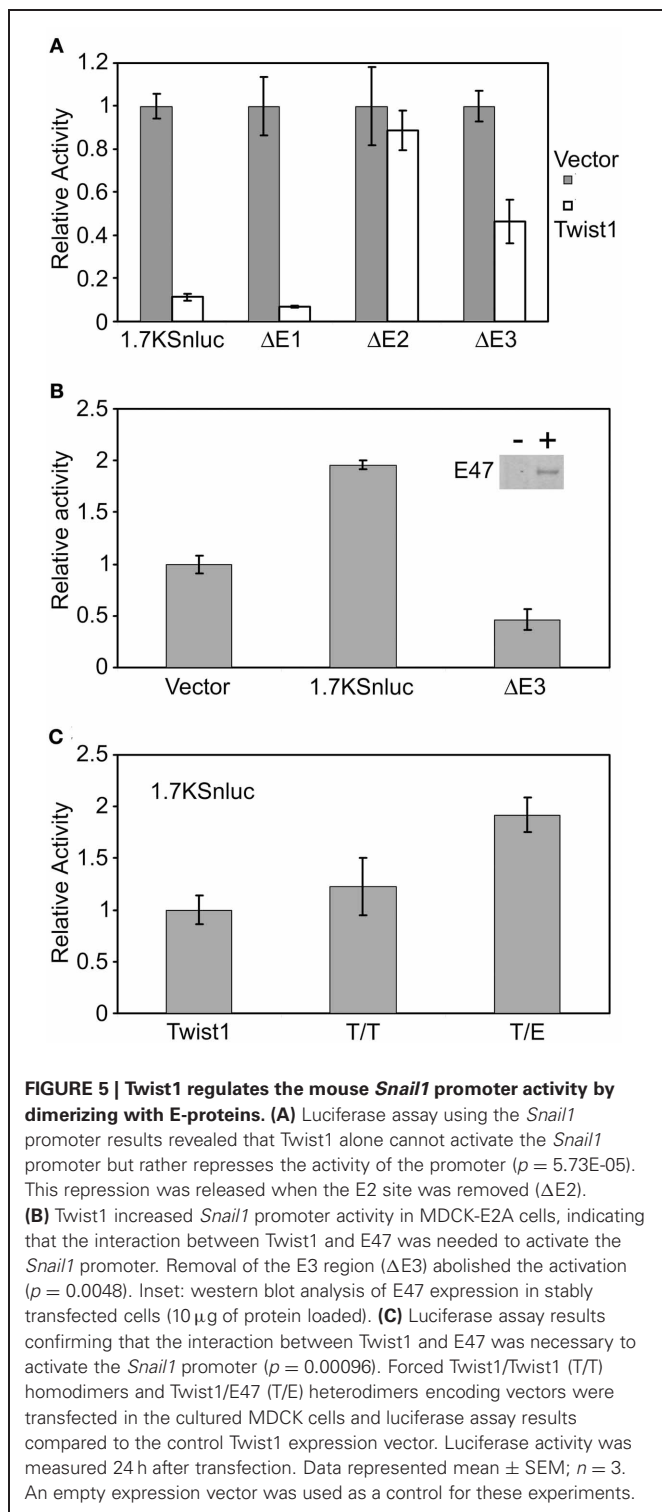 A
1.2
1
0.8
0.6
0.4
0.2
0
Relative Activity
Vector
Twist1
1.7KSnluc ΔE1 ΔE2 ΔE3
B
2.5
2
1.5
1
0.5
0
Relative activity
- +
E47
Vector 1.7KSnluc ΔE3
C
2.5
2
1.5
1
0.5
0
Relative Activity
1.7KSnluc
Twist1 T/T T/E
FIGURE 5 | Twist1 regulates the mouse Snail1 promoter activity by
dimerizing with E-proteins. (A) Luciferase assay using the Snail1
promoter results revealed that Twist1 alone cannot activate the Snail1
promoter but rather represses the activity of the promoter (p = 5.73E-05).
This repression was released when the E2 site was removed (ΔE2).
(B) Twist1 increased Snail1 promoter activity in MDCK-E2A cells, indicating
that the interaction between Twist1 and E47 was needed to activate the
Snail1 promoter. Removal of the E3 region (ΔE3) abolished the activation
(p = 0.0048). Inset: western blot analysis of E47 expression in stably
transfected cells (10 μg of protein loaded). (C) Luciferase assay results
confirming that the interaction between Twist1 and E47 was necessary to
activate the Snail1 promoter (p = 0.00096). Forced Twist1/Twist1 (T/T)
homodimers and Twist1/E47 (T/E) heterodimers encoding vectors were
transfected in the cultured MDCK cells and luciferase assay results
compared to the control Twist1 expression vector. Luciferase activity was
measured 24 h after transfection. Data represented mean ± SEM; n = 3.
An empty expression vector was used as a control for these experiments.